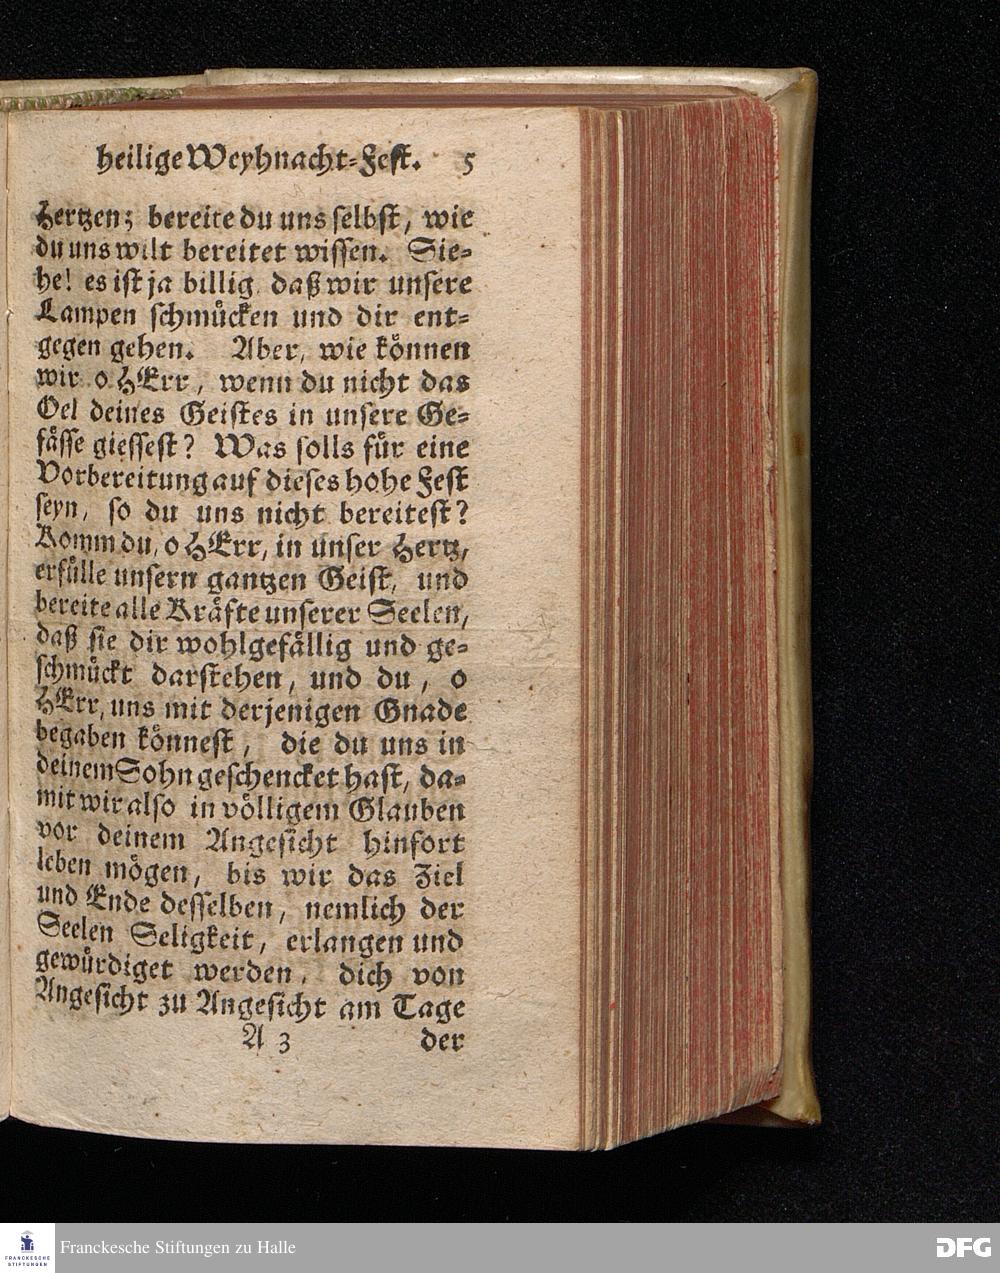 heilige Weyhnacht-Fest. 5
Hertzen; bereite du uns selbst, wie
du uns wilt bereitet wissen. Sie-
he! es ist ja billig, daß wir unsere
Lampen schmücken und dir ent-
gegen gehen. Aber, wie können
wir o HErr, wenn du nicht das
Oel deines Geistes in unsere Ge-
fässe giessest? Was solls für eine
Vorbereitung auf dieses hohe Fest
seyn, so du uns nicht bereitest?
Komm du, o HErr, in unser Hertz,
erfülle unsern gantzen Geist, und
bereite alle Kräfte unserer Seelen,
daß sie dir wohlgefällig und ge-
schmückt darstehen, und du, o
HErr, uns mit derjenigen Gnade
begaben könnest, die du uns in
deinem Sohn geschencket hast, da-
mit wir also in völligem Glauben
vor deinem Angesicht hinfort
leben mögen, bis wir das Ziel
und Ende desselben, nemlich der
Seelen Seligkeit, erlangen und
gewürdiget werden, dich von
Angesicht zu Angesicht am Tage
A 3 der
FRANCKESCHE
STIFTUNGEN
Franckesche Stiftungen zu Halle
DFG